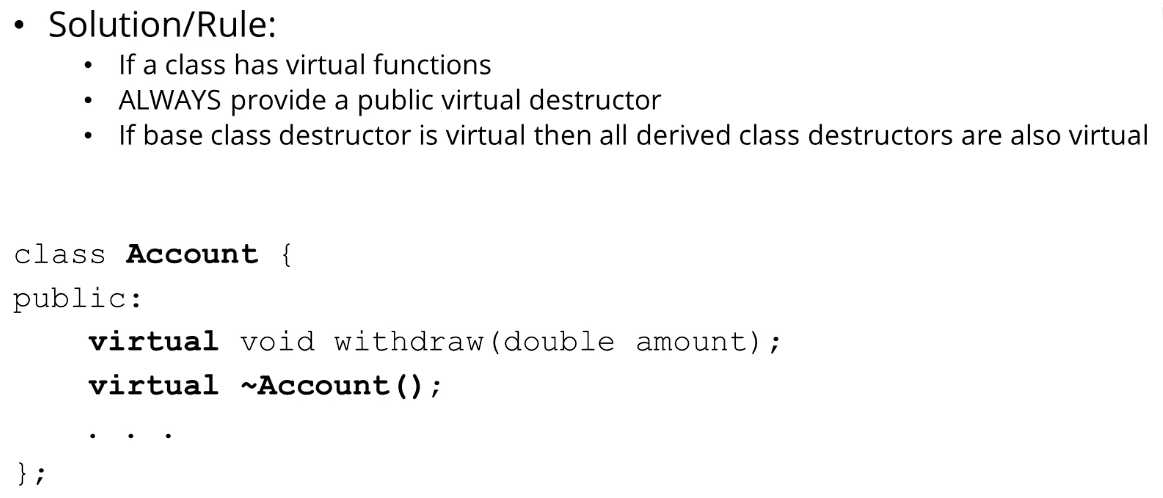 • Solution/Rule:
• If a class has virtual functions
• ALWAYS provide a public virtual destructor
• If base class destructor is virtual then all derived class destructors are also virtual
class Account {
public:
virtual void withdraw(double amount);
virtual ~Account();
. . .
};